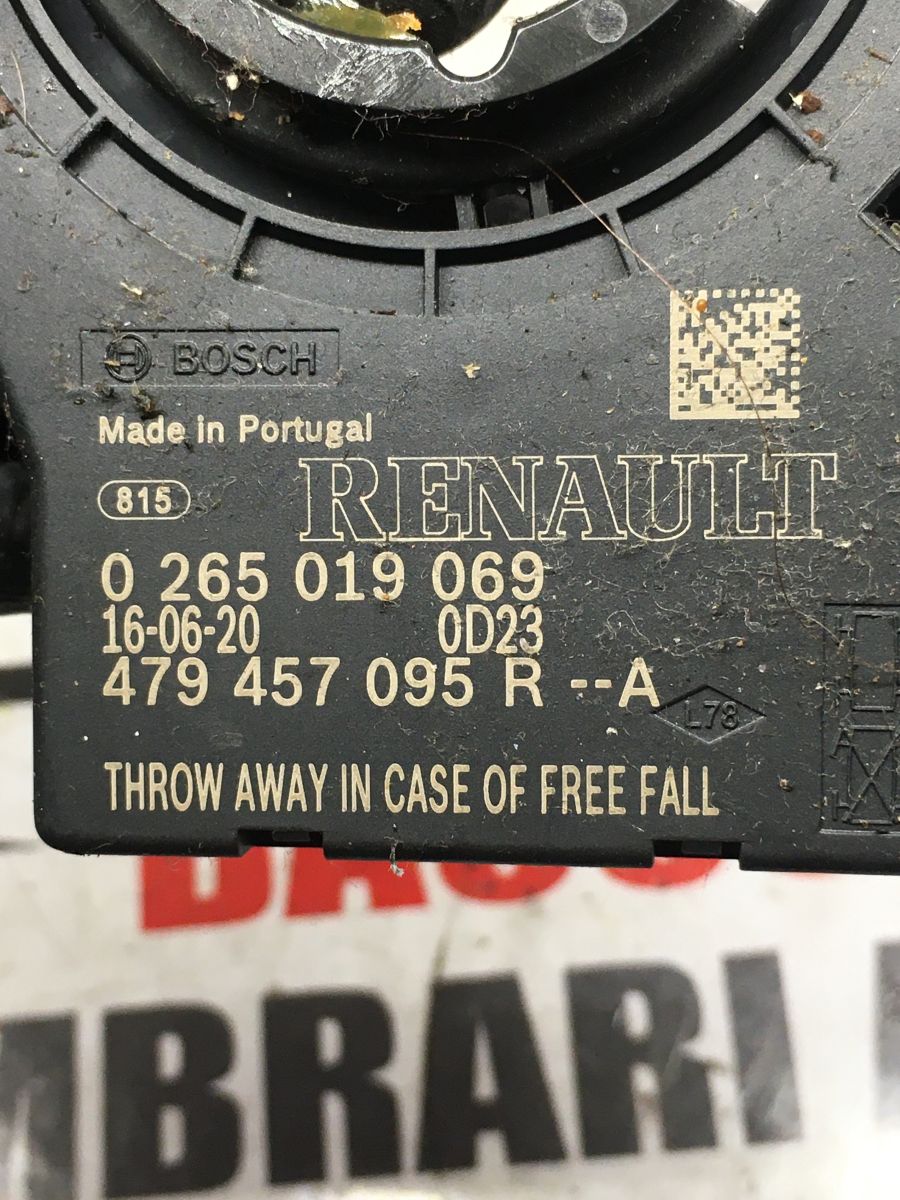 BOSCH
Made in Portugal
815
RENAULT
0 265 019 069
16-06-20 0D23
479 457 095 R --A
L78
THROW AWAY IN CASE OF FREE FALL
MBRARI